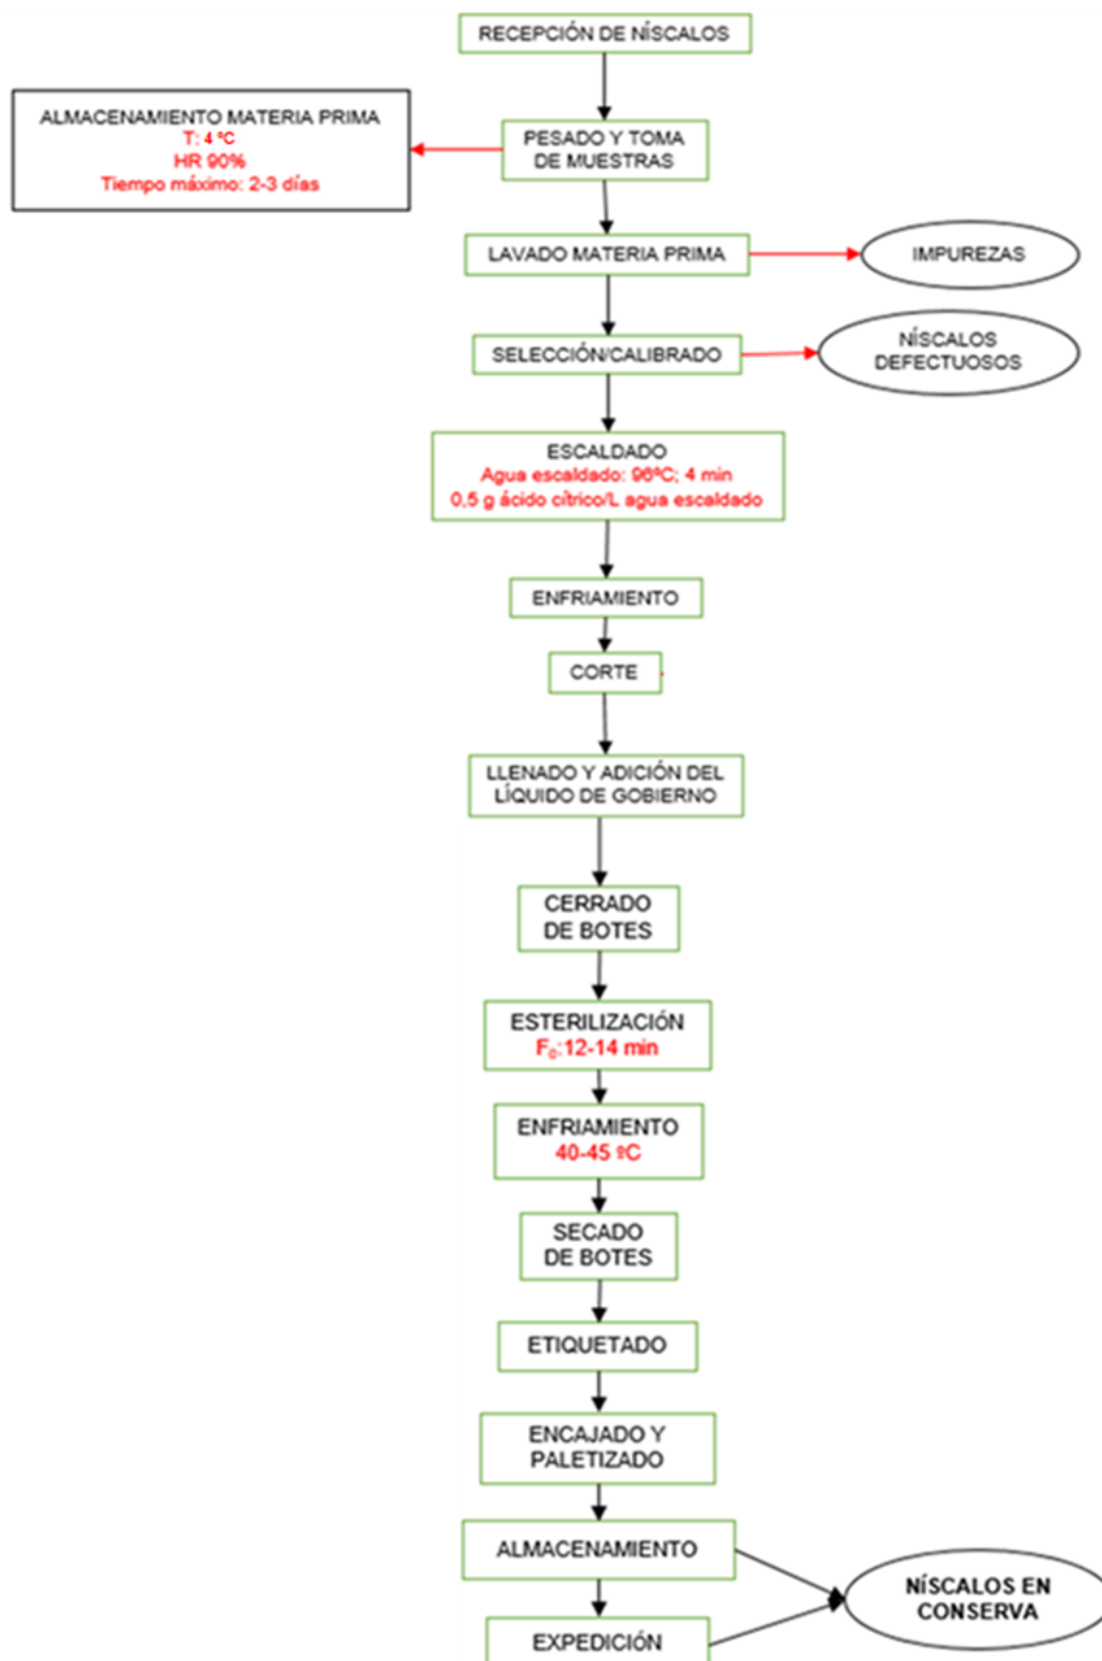 RECEPCIÓN DE NÍSCALOS
ALMACENAMIENTO MATERIA PRIMA
T: 4 ºC
HR 90%
Tiempo máximo: 2-3 días
PESADO Y TOMA
DE MUESTRAS
LAVADO MATERIA PRIMA
IMPUREZAS
SELECCIÓN/CALIBRADO
NÍSCALOS
DEFECTUOSOS
ESCALDADO
Agua escaldado: 96ºC; 4 min
0,5 g ácido cítrico/L agua escaldado
ENFRIAMIENTO
CORTE
LLENADO Y ADICIÓN DEL
LÍQUIDO DE GOBIERNO
CERRADO
DE BOTES
ESTERILIZACIÓN
F₀:12-14 min
ENFRIAMIENTO
40-45 ºC
SECADO
DE BOTES
ETIQUETADO
ENCAJADO Y
PALETIZADO
ALMACENAMIENTO
NÍSCALOS EN
CONSERVA
EXPEDICIÓN